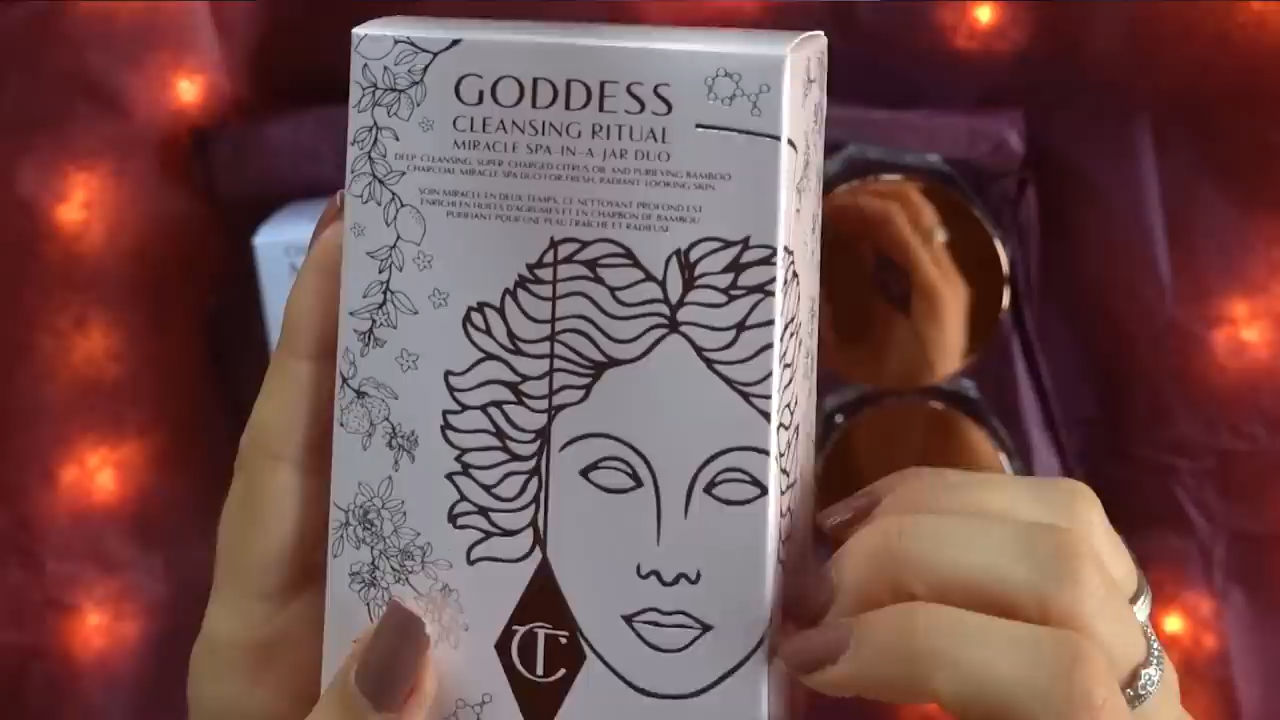 GODDESS
CLEANSING RITUAL
MIRACLE SPA-IN-A-JAR DUO
DEEP CLEANSING, SUPER CHARGED CITRUS OIL AND PURIFYING BAMBOO
CHARCOAL MIRACLE SPA DUO FOR FRESH, RADIANT LOOKING SKIN.
SOIN MIRACLE EN DEUX TEMPS, CE NETTOYANT PROFOND EST
ENRICHI EN HUILES D'AGRUMES ET EN CHARBON DE BAMBOU
PURIFIANT POUR UNE PEAU FRAÎCHE ET RADIEUSE
CT